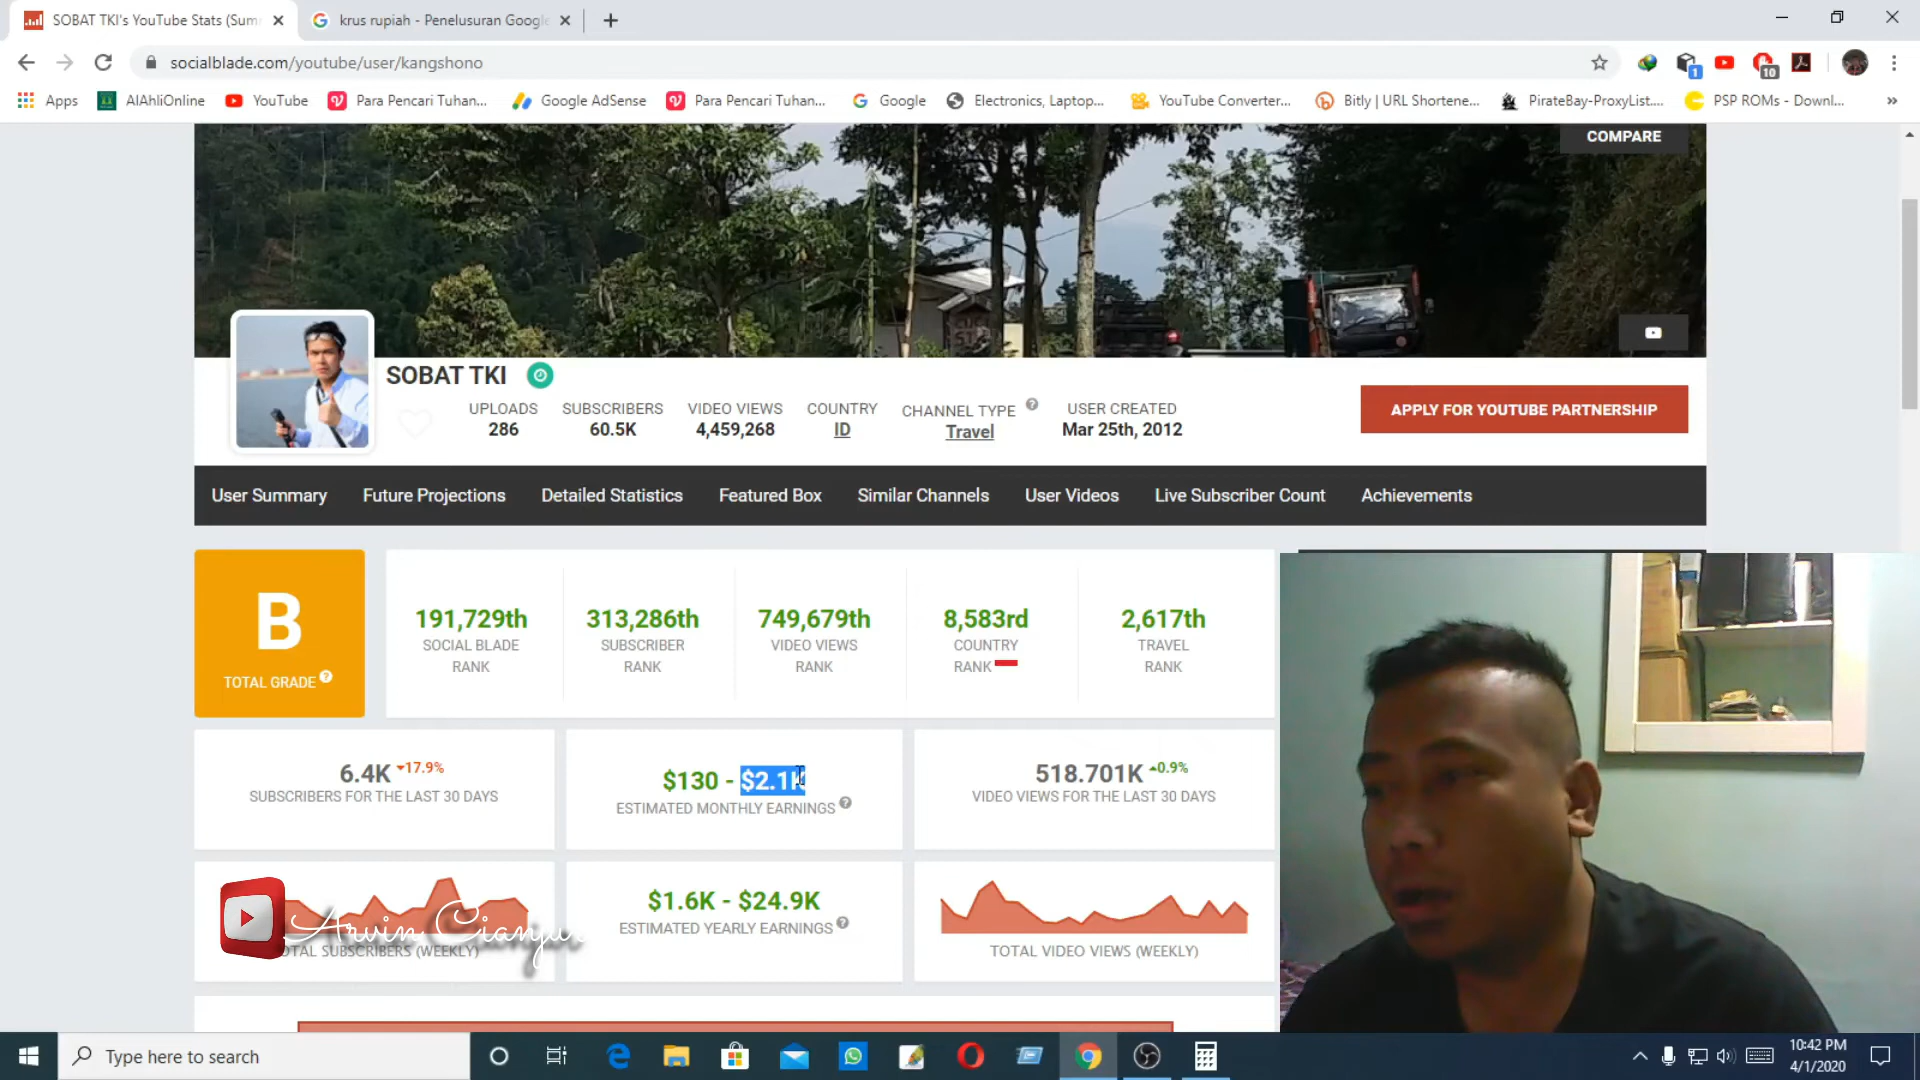 SOBAT TKI's YouTube Stats (Sum
krus rupiah - Penelusuran Google
socialblade.com/youtube/user/kangshono
1
10
Apps
AlAhliOnline
YouTube
Para Pencari Tuhan...
Google AdSense
Para Pencari Tuhan...
Google
Electronics, Laptop...
YouTube Converter...
Bitly | URL Shortene...
PirateBay-ProxyList....
PSP ROMs - Downl...
COMPARE
SOBAT TKI
UPLOADS
286
SUBSCRIBERS
60.5K
VIDEO VIEWS
4,459,268
COUNTRY
ID
CHANNEL TYPE
Travel
USER CREATED
Mar 25th, 2012
APPLY FOR YOUTUBE PARTNERSHIP
User Summary
Future Projections
Detailed Statistics
Featured Box
Similar Channels
User Videos
Live Subscriber Count
Achievements
B
TOTAL GRADE
191,729th
SOCIAL BLADE
RANK
313,286th
SUBSCRIBER
RANK
749,679th
VIDEO VIEWS
RANK
8,583rd
COUNTRY
RANK
2,617th
TRAVEL
RANK
6.4K
17.9%
SUBSCRIBERS FOR THE LAST 30 DAYS
$130 - $2.1K
ESTIMATED MONTHLY EARNINGS
518.701K
0.9%
VIDEO VIEWS FOR THE LAST 30 DAYS
Arvin Cianjur
TOTAL SUBSCRIBERS (WEEKLY)
$1.6K - $24.9K
ESTIMATED YEARLY EARNINGS
TOTAL VIDEO VIEWS (WEEKLY)
Type here to search
10:42 PM
4/1/2020